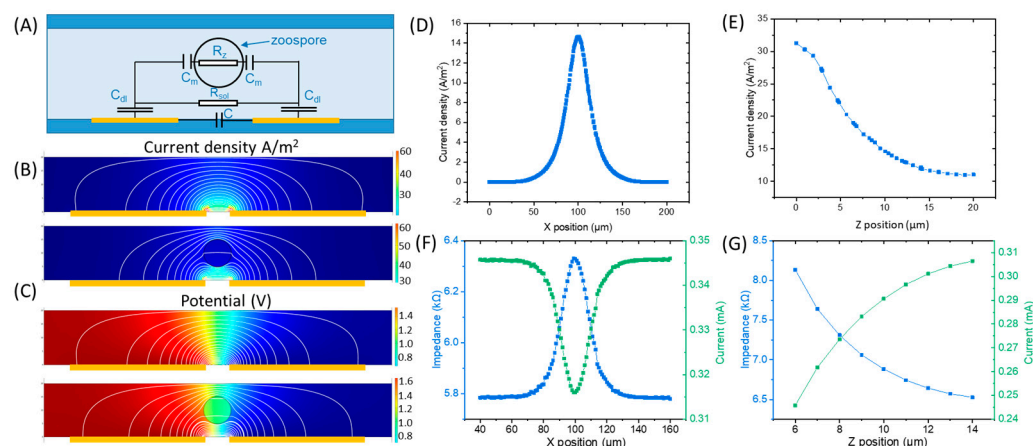 (A)
zoospore
R_z
C_m
C_m
C_dl
R_sol
C_dl
C
Current density A/m²
(B)
60
40
30
60
50
40
30
(C)
Potential (V)
1.4
1.2
1.0
0.8
1.6
1.4
1.2
1.0
0.8
(D)
Current density (A/m²)
16
14
12
10
8
6
4
2
0
-2
0
50
100
150
200
X position (µm)
(E)
Current density (A/m²)
35
30
25
20
15
10
0
5
10
15
20
Z position (µm)
(F)
Impedance (kΩ)
6.4
6.2
6.0
5.8
Current (mA)
0.35
0.34
0.33
0.32
0.31
40
60
80
100
120
140
160
X position (µm)
(G)
Impedance (kΩ)
8.5
8.0
7.5
7.0
6.5
Current (mA)
0.31
0.30
0.29
0.28
0.27
0.26
0.25
0.24
6
8
10
12
14
Z position (µm)